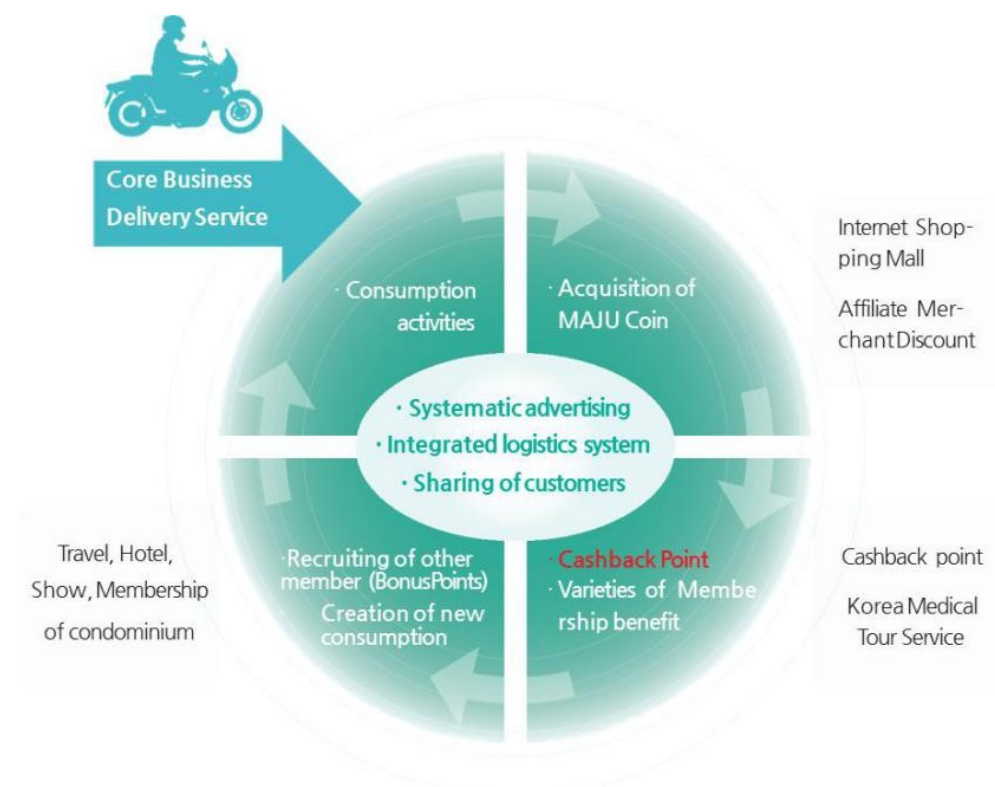 Core Business
Delivery Service
· Consumption
activities
· Acquisition of
MAJU Coin
Internet Shop-
ping Mall
Affiliate Mer-
chant Discount
· Systematic advertising
· Integrated logistics system
· Sharing of customers
Travel, Hotel,
Show, Membership
of condominium
·Recruiting of other
member (BonusPoints)
· Creation of new
consumption
· Cashback Point
· Varieties of Membe
rship benefit
Cashback point
Korea Medical
Tour Service